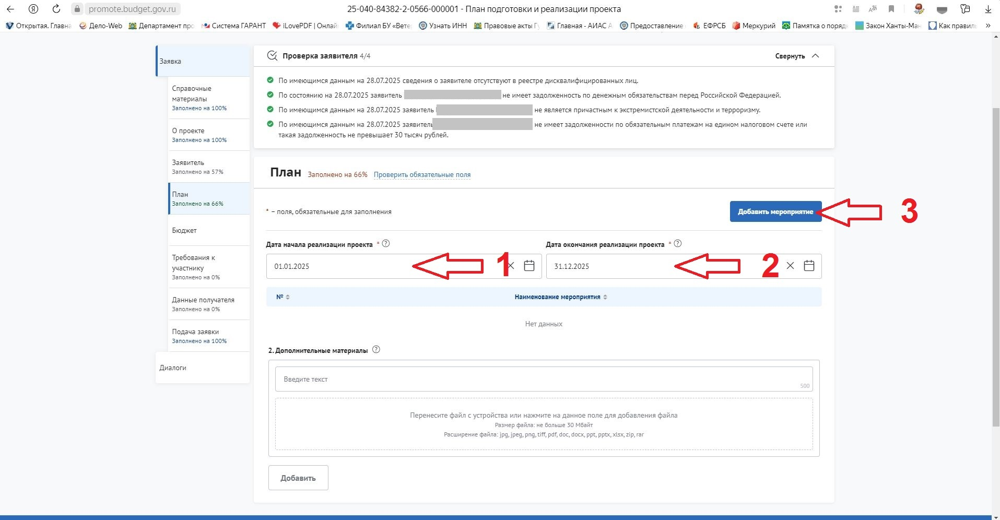 promote.budget.gov.ru
25-040-84382-2-0566-000001 - План подготовки и реализации проекта
Открытая. Главна
Дело-Web
Департамент про
Система ГАРАНТ
iLovePDF | Онлай
Филиал БУ «Вете
Узнать ИНН
Правовые акты Г
Главная - АИАС А
Предоставление
ЕФРСБ
Меркурий
Памятка о поряд
Закон Ханты-Ман
Как правиль
»
Заявка
Справочные
материалы
Заполнено на 100%
О проекте
Заполнено на 100%
Заявитель
Заполнено на 57%
План
Заполнено на 66%
Бюджет
Требования к
участнику
Заполнено на 0%
Данные получателя
Заполнено на 0%
Подача заявки
Заполнено на 100%
Диалоги
Проверка заявителя 4/4
Свернуть
По имеющимся данным на 28.07.2025 сведения о заявителе отсутствуют в реестре дисквалифицированных лиц.
По состоянию на 28.07.2025 заявитель не имеет задолженность по денежным обязательствам перед Российской Федерацией.
По имеющимся данным на 28.07.2025 заявитель не является причастным к экстремистской деятельности и терроризму.
По имеющимся данным на 28.07.2025 заявитель не имеет задолженности по обязательным платежам на едином налоговом счете или
такая задолженность не превышает 30 тысяч рублей.
План Заполнено на 66% Проверить обязательные поля
* – поля, обязательные для заполнения
Добавить мероприятие
3
Дата начала реализации проекта * ?
Дата окончания реализации проекта * ?
01.01.2025
1
31.12.2025
2
№
Наименование мероприятия
Нет данных
2. Дополнительные материалы ?
Введите текст
500
Перенесите файл с устройства или нажмите на данное поле для добавления файла
Размер файла: не больше 30 Мбайт
Расширение файла: jpg, jpeg, png, tiff, pdf, doc, docx, ppt, pptx, xlsx, zip, rar
Добавить